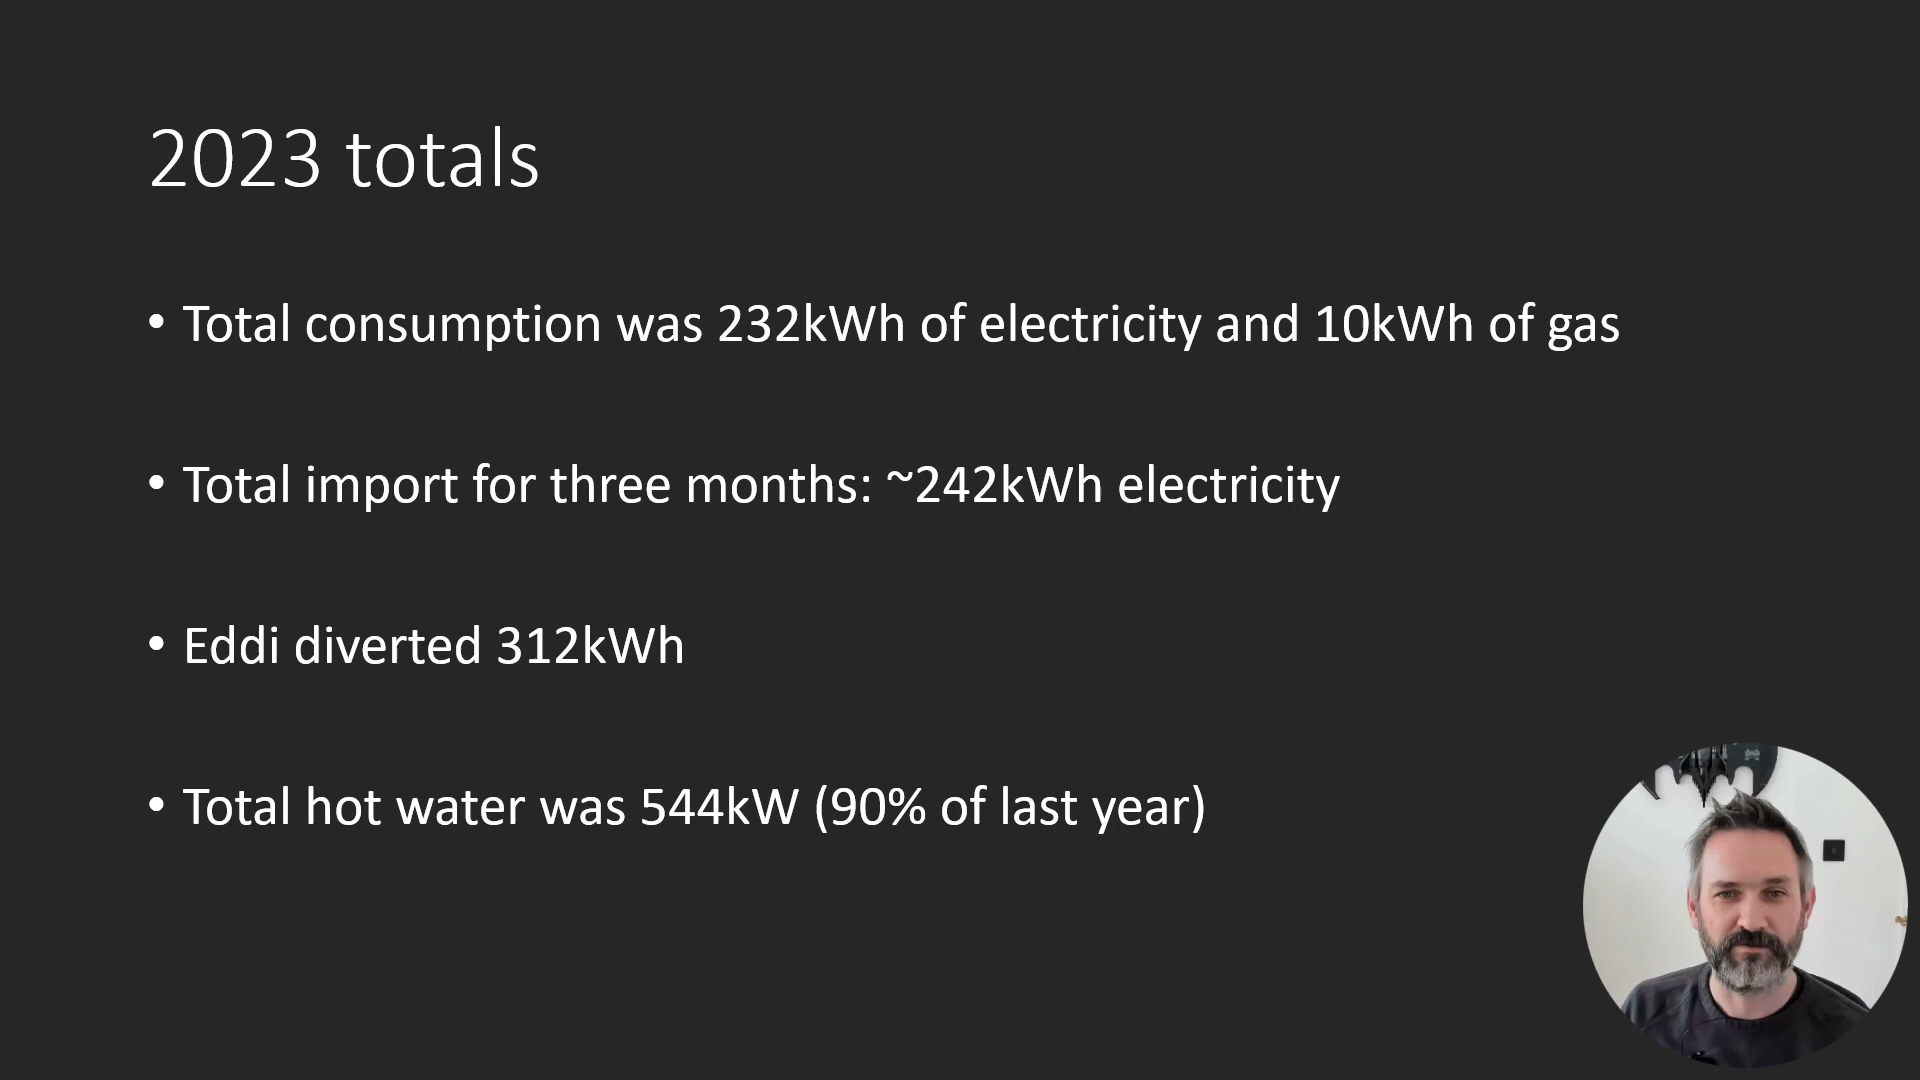 2023 totals
• Total consumption was 232kWh of electricity and 10kWh of gas
• Total import for three months: ~242kWh electricity
• Eddi diverted 312kWh
• Total hot water was 544kW (90% of last year)